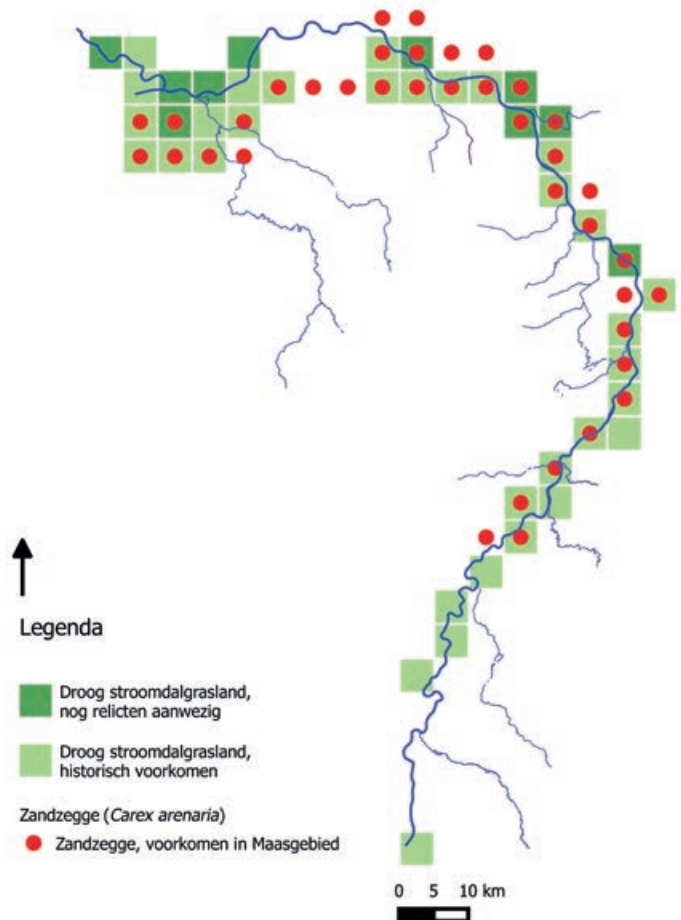 Legenda
Droog stroomdalgrasland,
nog relicten aanwezig
Droog stroomdalgrasland,
historisch voorkomen
Zandzegge (Carex arenaria)
Zandzegge, voorkomen in Maasgebied
0 5 10 km